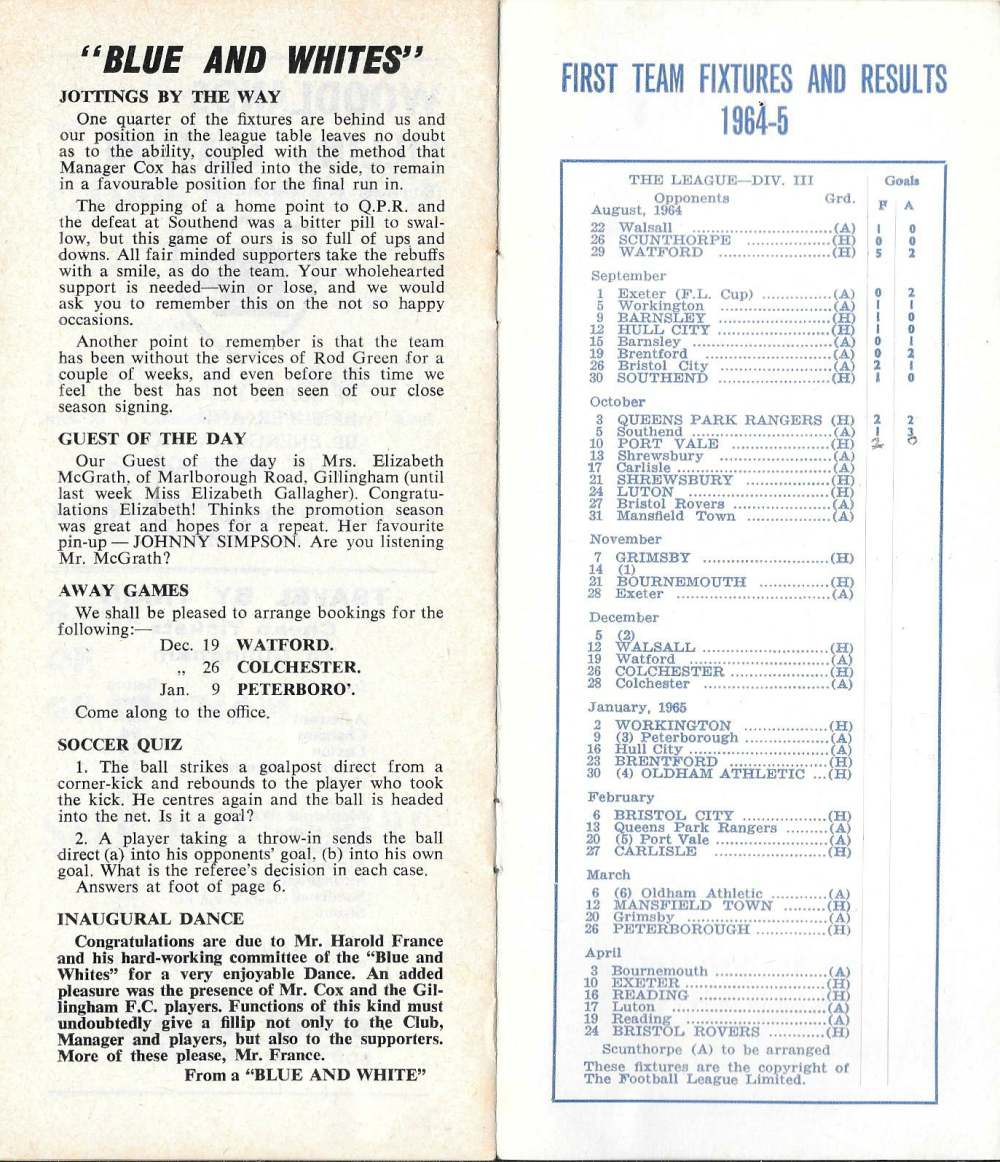 "BLUE AND WHITES"
JOTTINGS BY THE WAY
One quarter of the fixtures are behind us and
our position in the league table leaves no doubt
as to the ability, coupled with the method that
Manager Cox has drilled into the side, to remain
in a favourable position for the final run in.
The dropping of a home point to Q.P.R. and
the defeat at Southend was a bitter pill to swal-
low, but this game of ours is so full of ups and
downs. All fair minded supporters take the rebuffs
with a smile, as do the team. Your wholehearted
support is needed—win or lose, and we would
ask you to remember this on the not so happy
occasions.
Another point to remember is that the team
has been without the services of Rod Green for a
couple of weeks, and even before this time we
feel the best has not been seen of our close
season signing.
GUEST OF THE DAY
Our Guest of the day is Mrs. Elizabeth
McGrath, of Marlborough Road, Gillingham (until
last week Miss Elizabeth Gallagher). Congratu-
lations Elizabeth! Thinks the promotion season
was great and hopes for a repeat. Her favourite
pin-up — JOHNNY SIMPSON. Are you listening
Mr. McGrath?
AWAY GAMES
We shall be pleased to arrange bookings for the
following:—
Dec. 19 WATFORD.
„ 26 COLCHESTER.
Jan. 9 PETERBORO'.
Come along to the office.
SOCCER QUIZ
1. The ball strikes a goalpost direct from a
corner-kick and rebounds to the player who took
the kick. He centres again and the ball is headed
into the net. Is it a goal?
2. A player taking a throw-in sends the ball
direct (a) into his opponents' goal, (b) into his own
goal. What is the referee's decision in each case.
Answers at foot of page 6.
INAUGURAL DANCE
Congratulations are due to Mr. Harold France
and his hard-working committee of the "Blue and
Whites" for a very enjoyable Dance. An added
pleasure was the presence of Mr. Cox and the Gil-
lingham F.C. players. Functions of this kind must
undoubtedly give a fillip not only to the Club,
Manager and players, but also to the supporters.
More of these please, Mr. France.
From a "BLUE AND WHITE"
FIRST TEAM FIXTURES AND RESULTS
1964-5
THE LEAGUE—DIV. III Goals
Opponents Grd. F A
August, 1964
22 Walsall (A) 1 0
26 SCUNTHORPE (H) 0 0
29 WATFORD (H) 5 2
September
1 Exeter (F.L. Cup) (A) 0 2
5 Workington (A) 1 1
9 BARNSLEY (H) 1 0
12 HULL CITY (H) 1 0
15 Barnsley (A) 0 1
19 Brentford (A) 0 2
26 Bristol City (A) 2 1
30 SOUTHEND (H) 1 0
October
3 QUEENS PARK RANGERS (H) 2 2
5 Southend (A) 1 3
10 PORT VALE (H) 2 0
13 Shrewsbury (A)
17 Carlisle (A)
21 SHREWSBURY (H)
24 LUTON (H)
27 Bristol Rovers (A)
31 Mansfield Town (A)
November
7 GRIMSBY (H)
14 (1)
21 BOURNEMOUTH (H)
28 Exeter (A)
December
5 (2)
12 WALSALL (H)
19 Watford (A)
26 COLCHESTER (H)
28 Colchester (A)
January, 1965
2 WORKINGTON (H)
9 (3) Peterborough (A)
16 Hull City (A)
23 BRENTFORD (H)
30 (4) OLDHAM ATHLETIC (H)
February
6 BRISTOL CITY (H)
13 Queens Park Rangers (A)
20 (5) Port Vale (A)
27 CARLISLE (H)
March
6 (6) Oldham Athletic (A)
12 MANSFIELD TOWN (H)
20 Grimsby (A)
26 PETERBOROUGH (H)
April
3 Bournemouth (A)
10 EXETER (H)
16 READING (H)
17 Luton (A)
19 Reading (A)
24 BRISTOL ROVERS (H)
Scunthorpe (A) to be arranged
These fixtures are the copyright of
The Football League Limited.